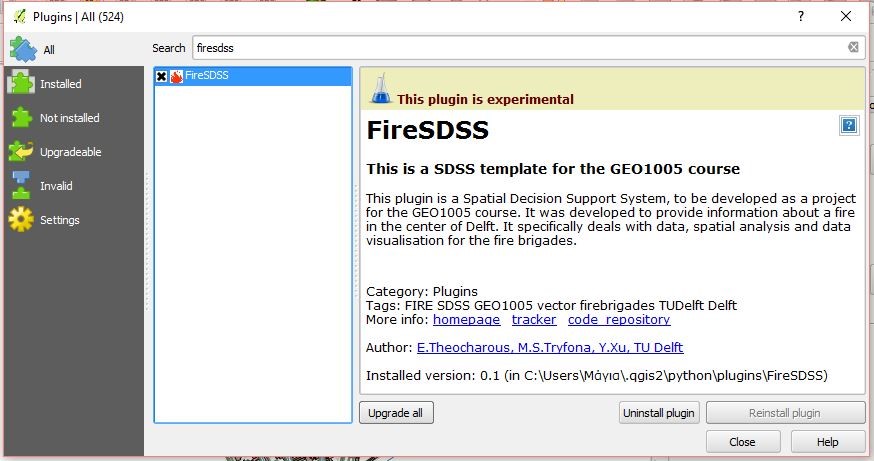 Plugins | All (524)
?
All
Search firesdss
Installed
Not installed
Upgradeable
Invalid
Settings
FireSDSS
This plugin is experimental
FireSDSS
?
This is a SDSS template for the GEO1005 course
This plugin is a Spatial Decision Support System, to be developed as a project
for the GEO1005 course. It was developed to provide information about a fire
in the center of Delft. It specifically deals with data, spatial analysis and data
visualisation for the fire brigades.
Category: Plugins
Tags: FIRE SDSS GEO1005 vector firebrigades TUDelft Delft
More info: homepage tracker code_repository
Author: E.Theocharous, M.S.Tryfona, Y.Xu, TU Delft
Installed version: 0.1 (in C:\Users\Μάγια\.qgis2\python\plugins\FireSDSS)
Upgrade all
Uninstall plugin
Reinstall plugin
Close
Help